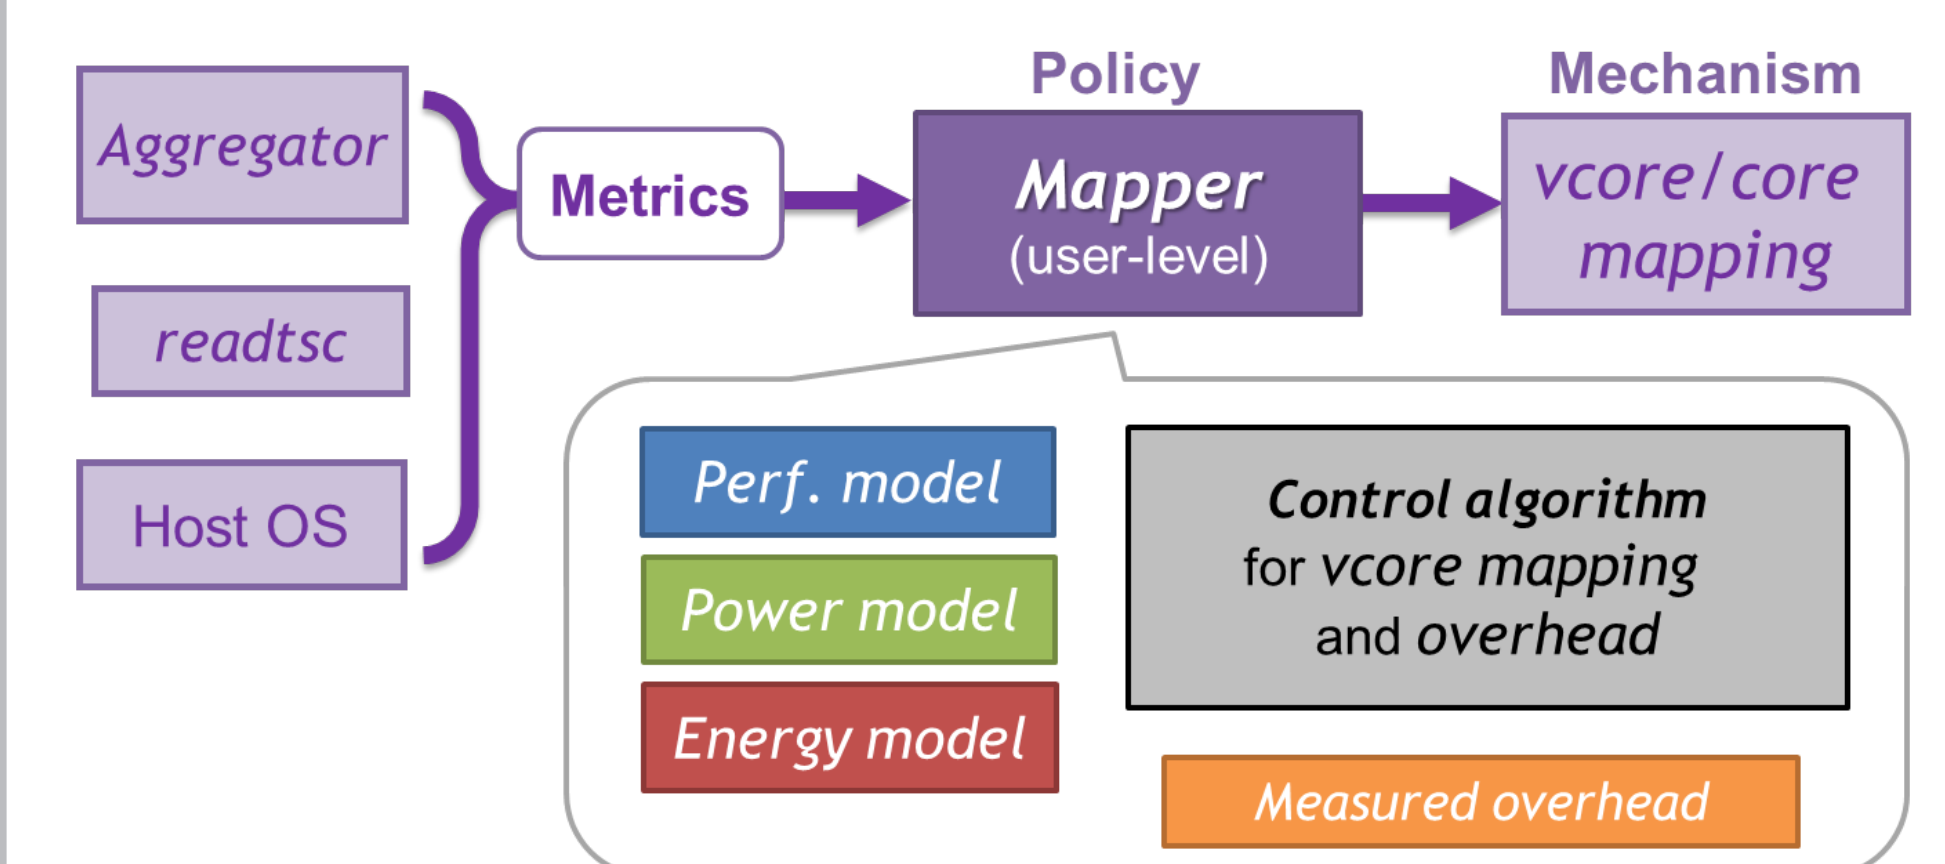 Aggregator
readtsc
Host OS
Metrics
Policy
Mapper
(user-level)
Mechanism
vcore/core
mapping
Perf. model
Power model
Energy model
Control algorithm
for vcore mapping
and overhead
Measured overhead